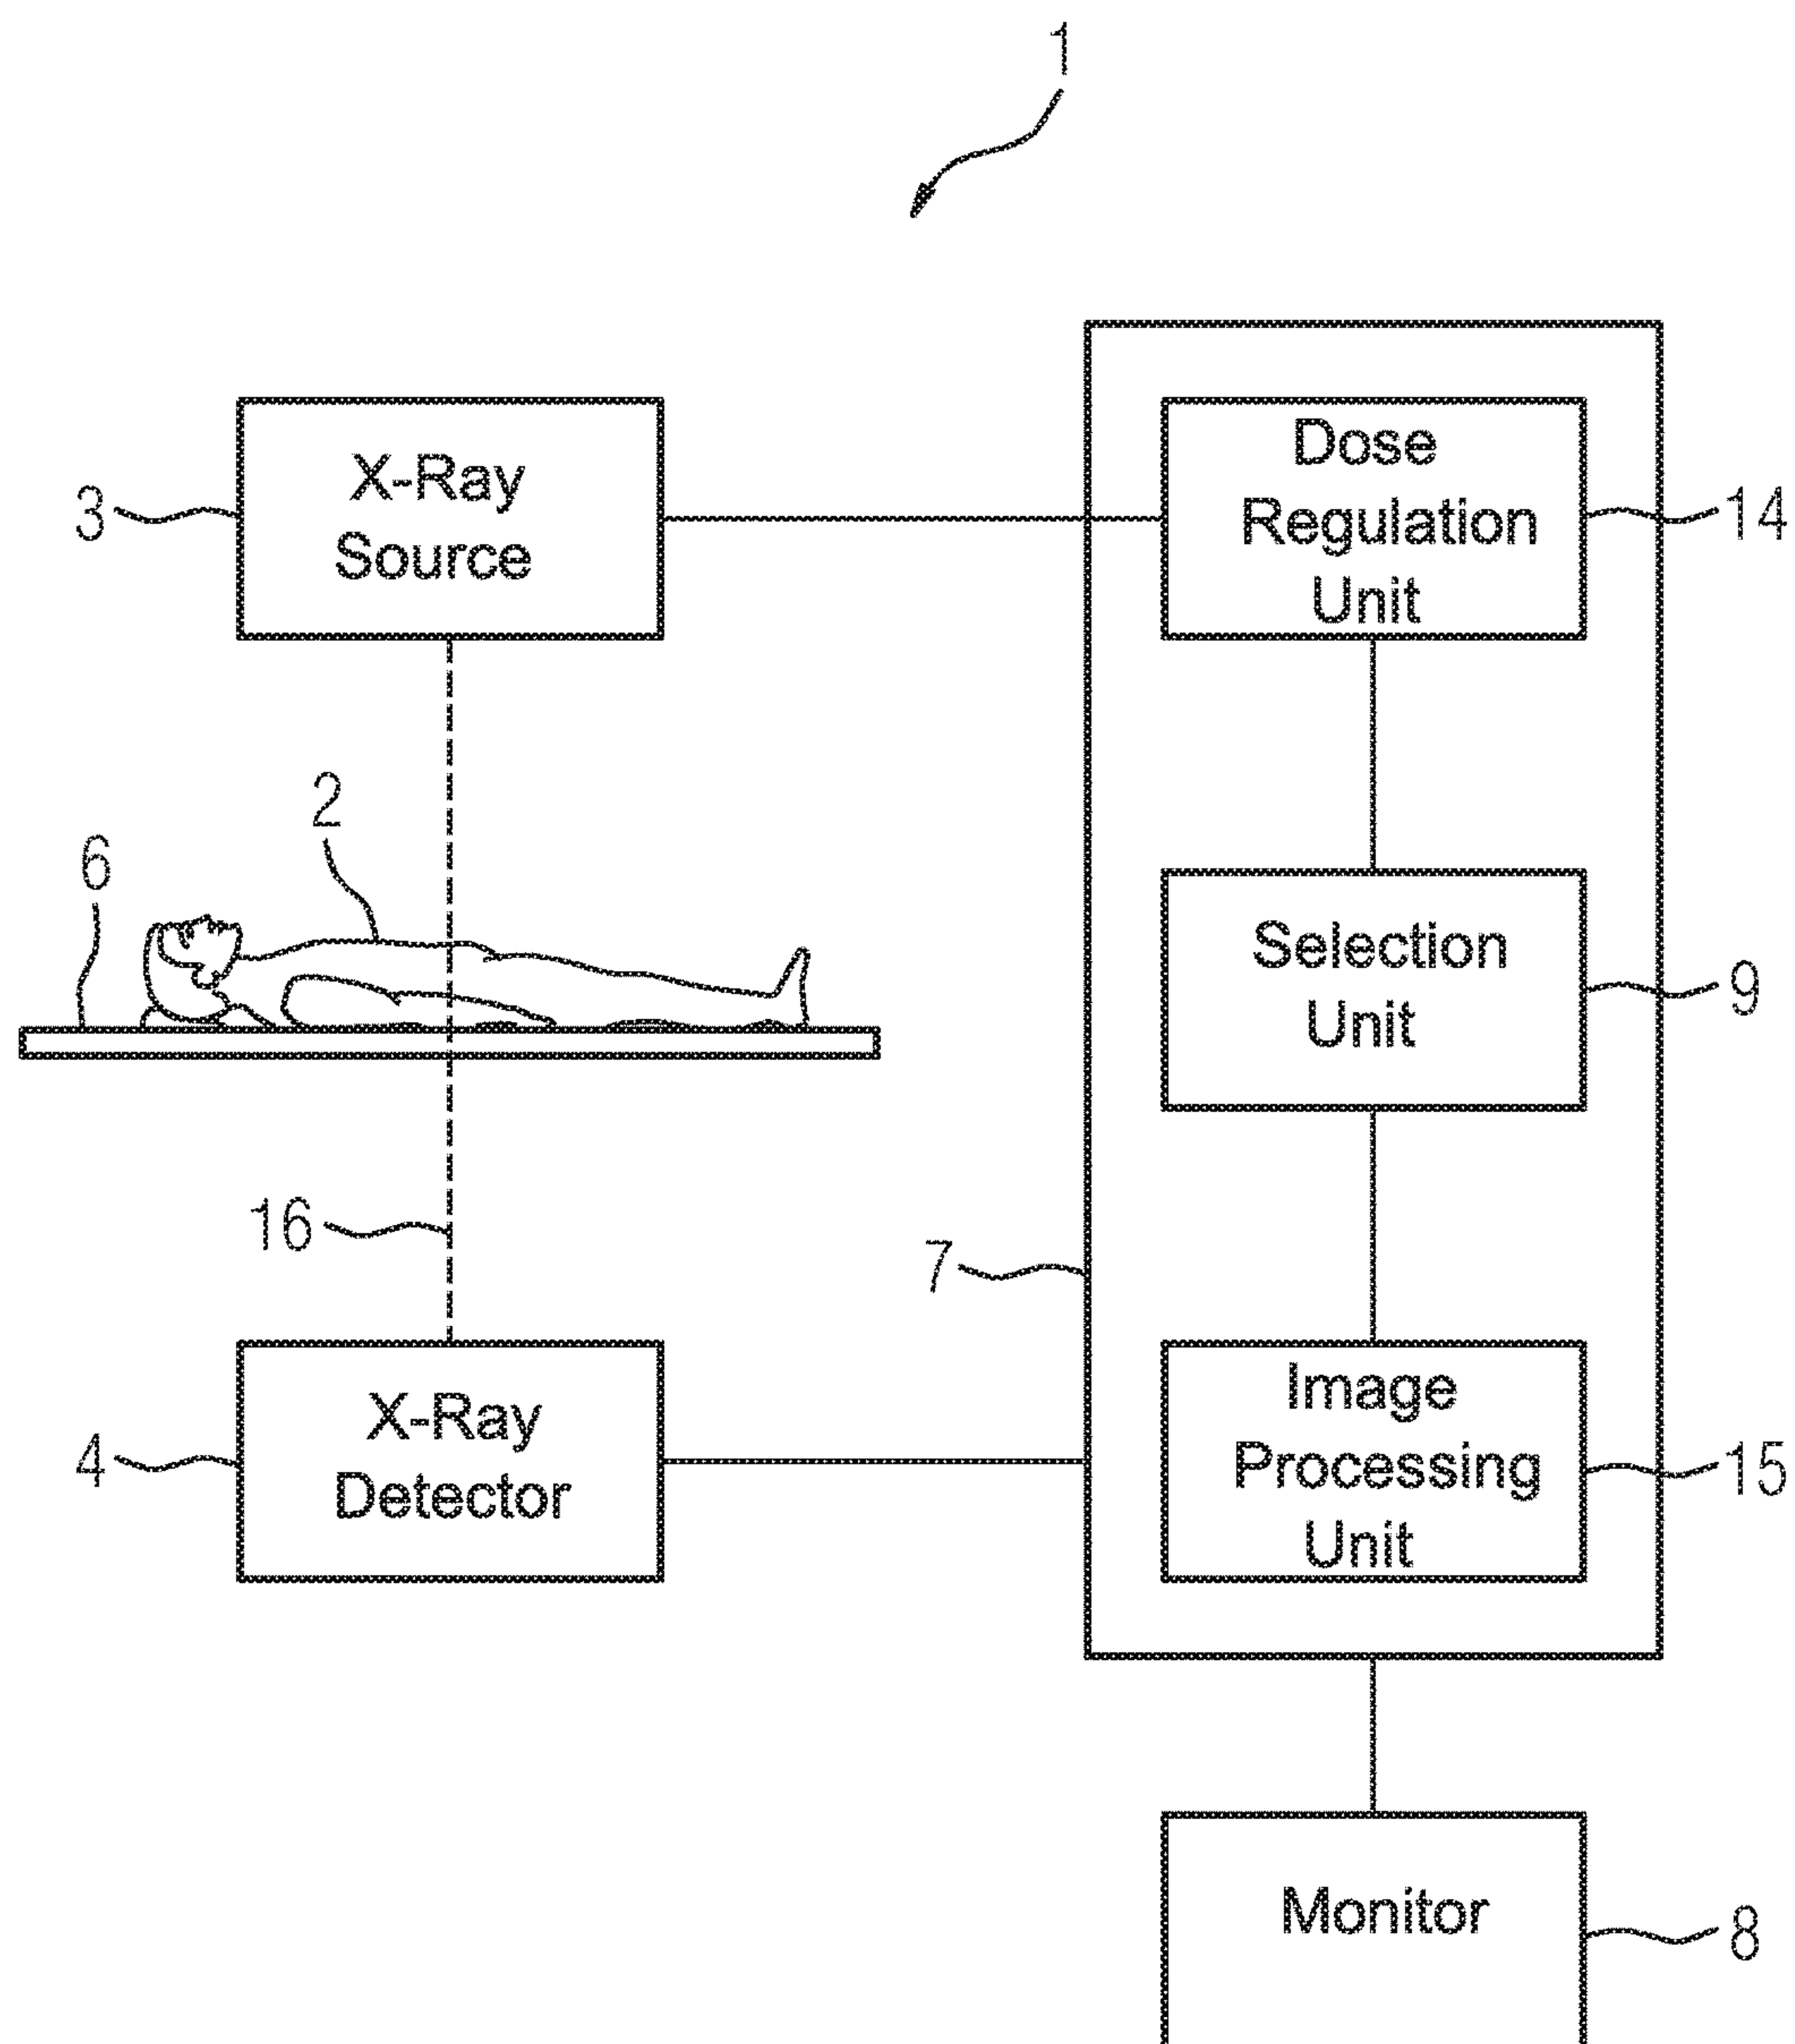 1
X-Ray
Source
3
Dose
Regulation
Unit
14
2
6
Selection
Unit
9
16
7
X-Ray
Detector
4
Image
Processing
Unit
15
Monitor
8